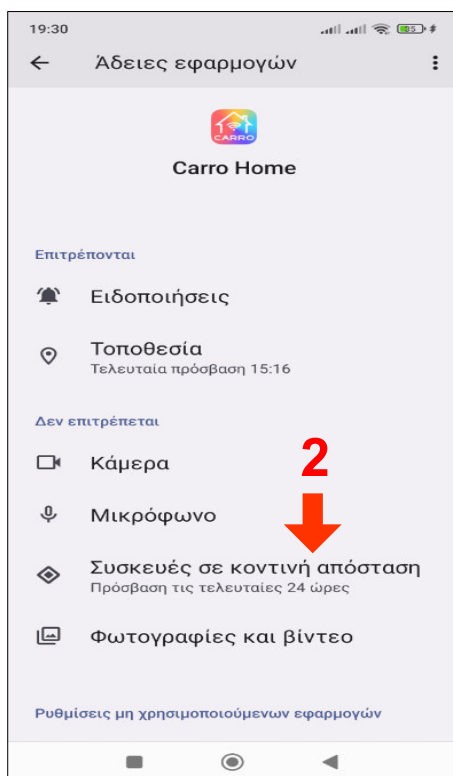 19:30
85
Άδειες εφαρμογών
CARRO
Carro Home
Επιτρέπονται
Ειδοποιήσεις
Τοποθεσία
Τελευταία πρόσβαση 15:16
Δεν επιτρέπεται
Κάμερα
2
Μικρόφωνο
Συσκευές σε κοντινή απόσταση
Πρόσβαση τις τελευταίες 24 ώρες
Φωτογραφίες και βίντεο
Ρυθμίσεις μη χρησιμοποιούμενων εφαρμογών